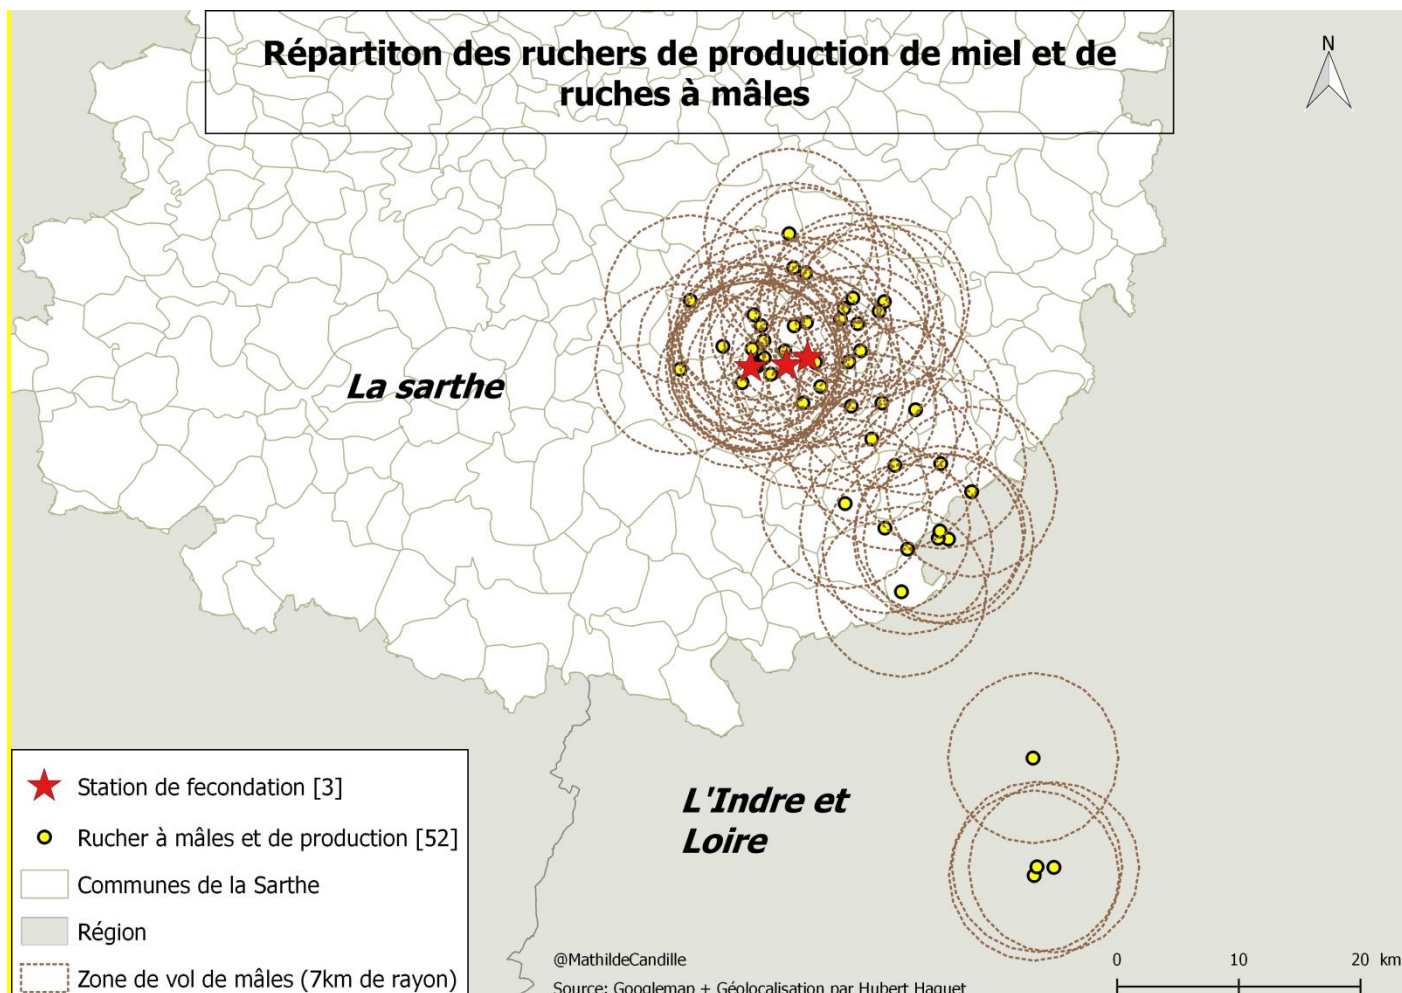 Répartiton des ruchers de production de miel et de
ruches à mâles
N
La sarthe
L'Indre et
Loire
Station de fecondation [3]
Rucher à mâles et de production [52]
Communes de la Sarthe
Région
Zone de vol de mâles (7km de rayon)
@MathildeCandille
Source: Googlemap + Géolocalisation par Hubert Haguet
0 10 20 km